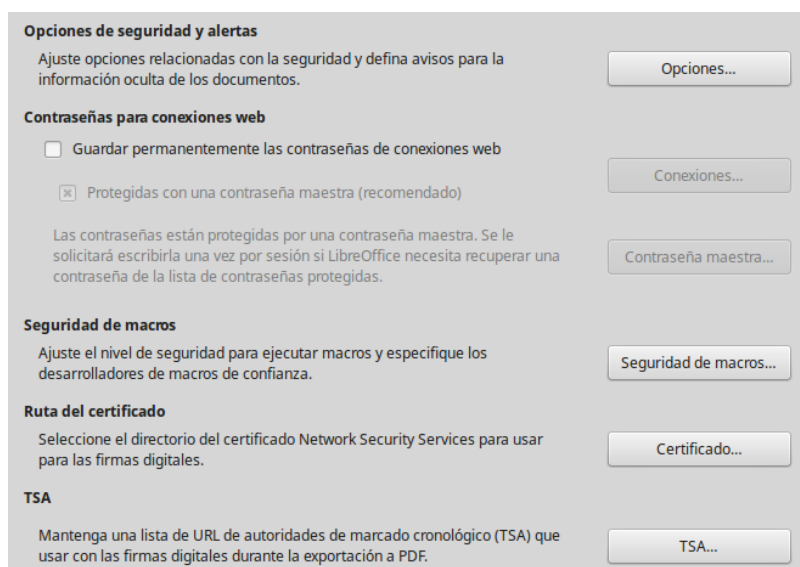 Opciones de seguridad y alertas
Ajuste opciones relacionadas con la seguridad y defina avisos para la
información oculta de los documentos.
Opciones...
Contraseñas para conexiones web
Guardar permanentemente las contraseñas de conexiones web
Conexiones...
Protegidas con una contraseña maestra (recomendado)
Las contraseñas están protegidas por una contraseña maestra. Se le
solicitará escribirla una vez por sesión si LibreOffice necesita recuperar una
contraseña de la lista de contraseñas protegidas.
Contraseña maestra...
Seguridad de macros
Ajuste el nivel de seguridad para ejecutar macros y especifique los
desarrolladores de macros de confianza.
Seguridad de macros...
Ruta del certificado
Seleccione el directorio del certificado Network Security Services para usar
para las firmas digitales.
Certificado...
TSA
Mantenga una lista de URL de autoridades de marcado cronológico (TSA) que
usar con las firmas digitales durante la exportación a PDF.
TSA...